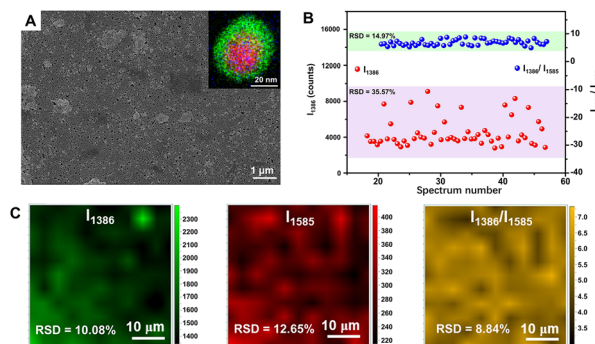 A
20 nm
1 μm
B
RSD = 14.97%
I1386
I1386/ I1585
RSD = 35.57%
I1386 (counts)
16000
12000
8000
4000
0
10
0
-10
-20
-30
-40
20
30
40
50
60
Spectrum number
C
I1386
RSD = 10.08%
10 μm
2300
2200
2100
2000
1900
1800
1700
1600
1500
1400
I1585
RSD = 12.65%
10 μm
400
380
360
340
320
300
280
260
240
220
I1386/I1585
RSD = 8.84%
10 μm
7.0
6.5
6.0
5.5
5.0
4.5
4.0
3.5